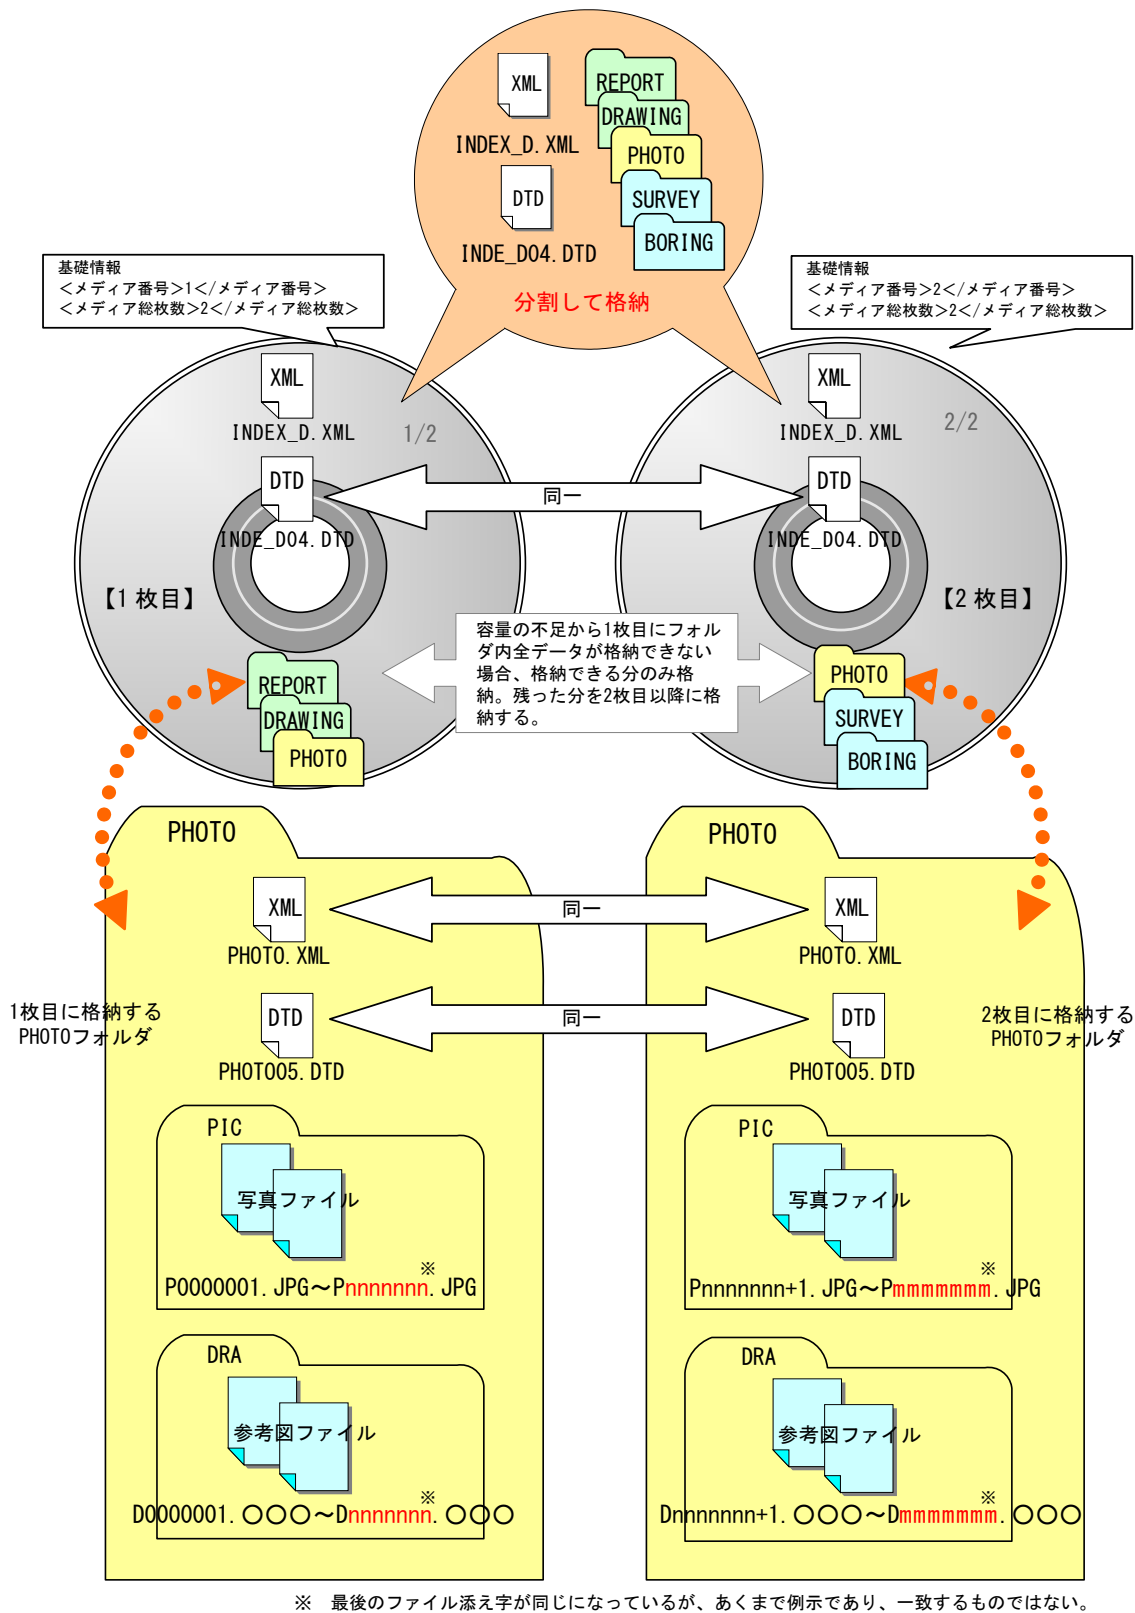 XML
INDEX_D.XML
DTD
INDE_D04.DTD
REPORT
DRAWING
PHOTO
SURVEY
BORING
分割して格納
基礎情報
<メディア番号>1</メディア番号>
<メディア総枚数>2</メディア総枚数>
基礎情報
<メディア番号>2</メディア番号>
<メディア総枚数>2</メディア総枚数>
XML
INDEX_D.XML
1/2
DTD
INDE_D04.DTD
【1枚目】
REPORT
DRAWING
PHOTO
同一
XML
INDEX_D.XML
2/2
DTD
INDE_D04.DTD
【2枚目】
PHOTO
SURVEY
BORING
容量の不足から1枚目にフォル
ダ内全データが格納できない
場合、格納できる分のみ格
納。残った分を2枚目以降に格
納する。
PHOTO
XML
PHOTO.XML
1枚目に格納する
PHOTOフォルダ
DTD
PHOTO05.DTD
PIC
写真ファイル
※
P0000001.JPG～Pnnnnnnn.JPG
DRA
参考図ファイル
※
D0000001.○○○～Dnnnnnnn.○○○
同一
同一
PHOTO
XML
PHOTO.XML
2枚目に格納する
PHOTOフォルダ
DTD
PHOTO05.DTD
PIC
写真ファイル
※
Pnnnnnnn+1.JPG～Pmmmmmmm.JPG
DRA
参考図ファイル
※
Dnnnnnnn+1.○○○～Dmmmmmmm.○○○
※　最後のファイル添え字が同じになっているが、あくまで例示であり、一致するものではない。